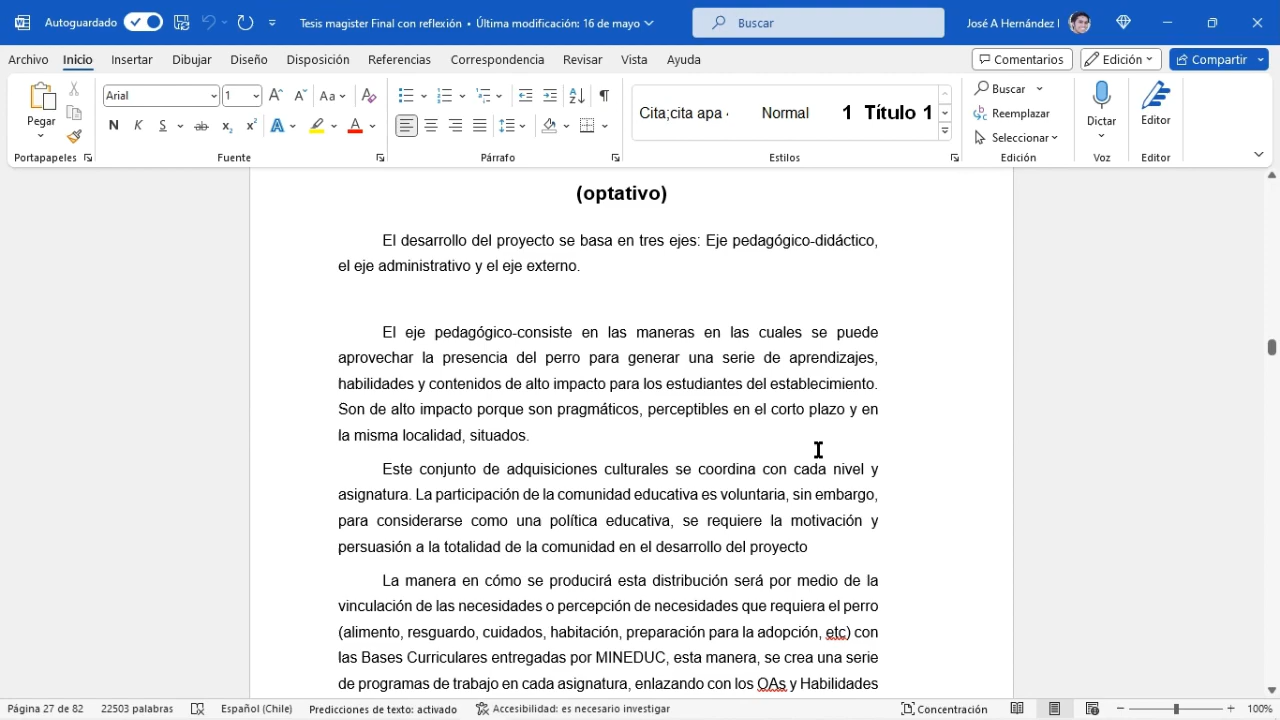 Autoguardado
Tesis magister Final con reflexión • Última modificación: 16 de mayo
Buscar
José A Hernández I
Archivo Inicio Insertar Dibujar Diseño Disposición Referencias Correspondencia Revisar Vista Ayuda
Comentarios Edición Compartir
Pegar
Portapapeles
Arial 1
Aa
N K S ab x₂ x² A A
Fuente
Párrafo
Cita;cita apa Normal 1 Título 1
Estilos
Buscar
Reemplazar
Seleccionar
Edición
Dictar
Voz
Editor
Editor
(optativo)
El desarrollo del proyecto se basa en tres ejes: Eje pedagógico-didáctico,
el eje administrativo y el eje externo.
El eje pedagógico-consiste en las maneras en las cuales se puede
aprovechar la presencia del perro para generar una serie de aprendizajes,
habilidades y contenidos de alto impacto para los estudiantes del establecimiento.
Son de alto impacto porque son pragmáticos, perceptibles en el corto plazo y en
la misma localidad, situados.
Este conjunto de adquisiciones culturales se coordina con cada nivel y
asignatura. La participación de la comunidad educativa es voluntaria, sin embargo,
para considerarse como una política educativa, se requiere la motivación y
persuasión a la totalidad de la comunidad en el desarrollo del proyecto
La manera en cómo se producirá esta distribución será por medio de la
vinculación de las necesidades o percepción de necesidades que requiera el perro
(alimento, resguardo, cuidados, habitación, preparación para la adopción, etc) con
las Bases Curriculares entregadas por MINEDUC, esta manera, se crea una serie
de programas de trabajo en cada asignatura, enlazando con los OAs y Habilidades
Página 27 de 82 22503 palabras Español (Chile) Predicciones de texto: activado Accesibilidad: es necesario investigar Concentración 100%